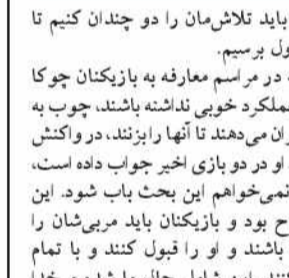 باید تلاش‌مان را دو چندان کنیم تا
ول برسیم.
در مراسم معارفه به بازیکنان چوکا
عملکرد خوبی نداشته باشند، چوب به
ران می‌دهند تا آنها را بزنند، در واکنش
او در دو بازی اخیر جواب داده است،
نمی‌خواهم این بحث باب شود. این
ح بود و بازیکنان باید مربی‌شان را
باشند و او را قبول کنند و با تمام